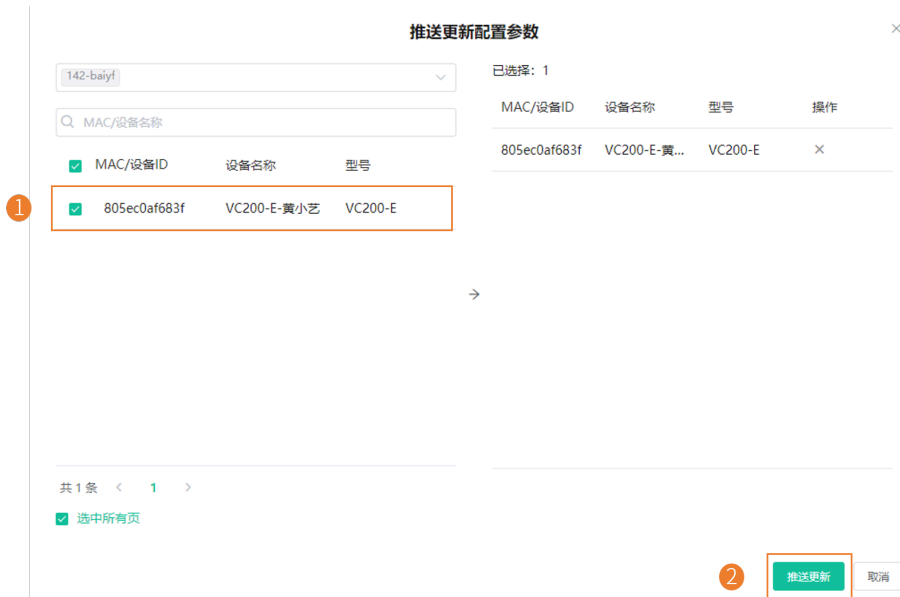 推送更新配置参数
142-baiyf
MAC/设备名称
MAC/设备ID 设备名称 型号
1
805ec0af683f VC200-E-黄小艺 VC200-E
共 1 条 1
选中所有页
已选择：1
MAC/设备ID 设备名称 型号 操作
805ec0af683f VC200-E-黄... VC200-E
2
推送更新 取消